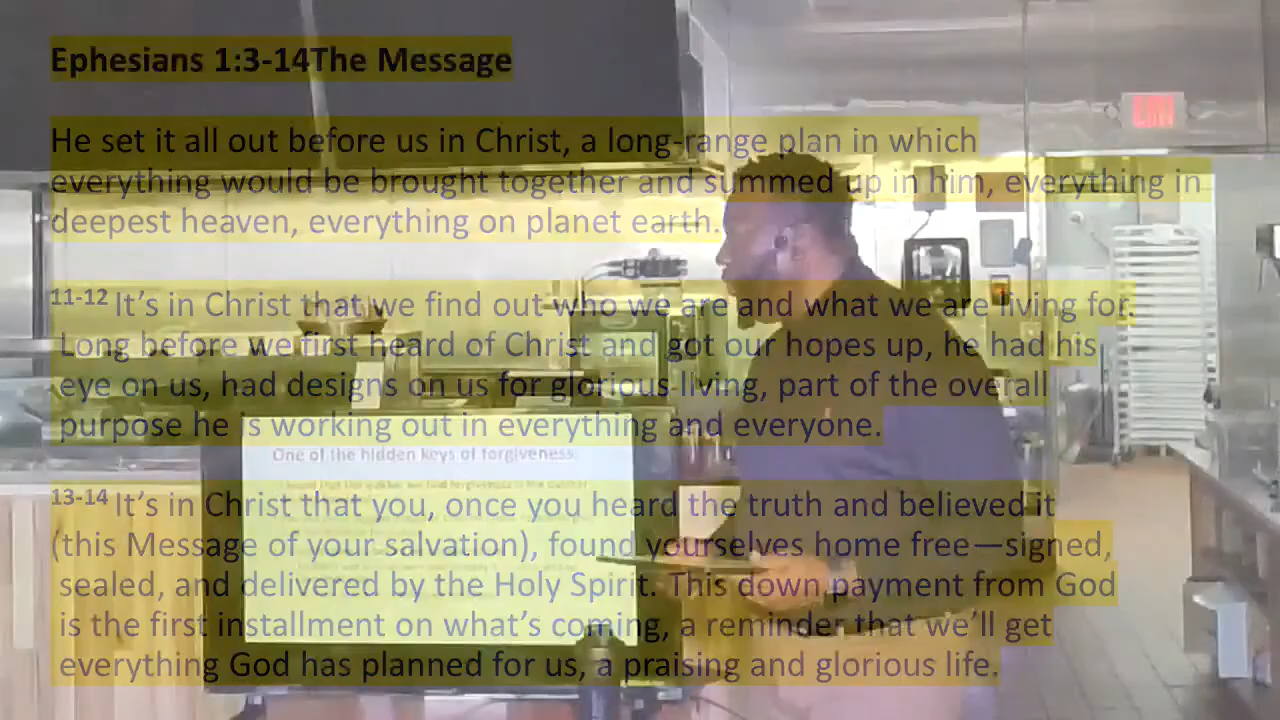 Ephesians 1:3-14The Message
He set it all out before us in Christ, a long-range plan in which
everything would be brought together and summed up in him, everything in
deepest heaven, everything on planet earth.
11-12 It’s in Christ that we find out who we are and what we are living for.
Long before we first heard of Christ and got our hopes up, he had his
eye on us, had designs on us for glorious living, part of the overall
purpose he is working out in everything and everyone.
One of the hidden keys of forgiveness.
13-14 It’s in Christ that you, once you heard the truth and believed it
(this Message of your salvation), found yourselves home free—signed,
sealed, and delivered by the Holy Spirit. This down payment from God
is the first installment on what’s coming, a reminder that we’ll get
everything God has planned for us, a praising and glorious life.